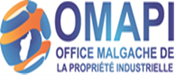 OMAPI
OFFICE MALGACHE DE
LA PROPRIÉTÉ INDUSTRIELLE